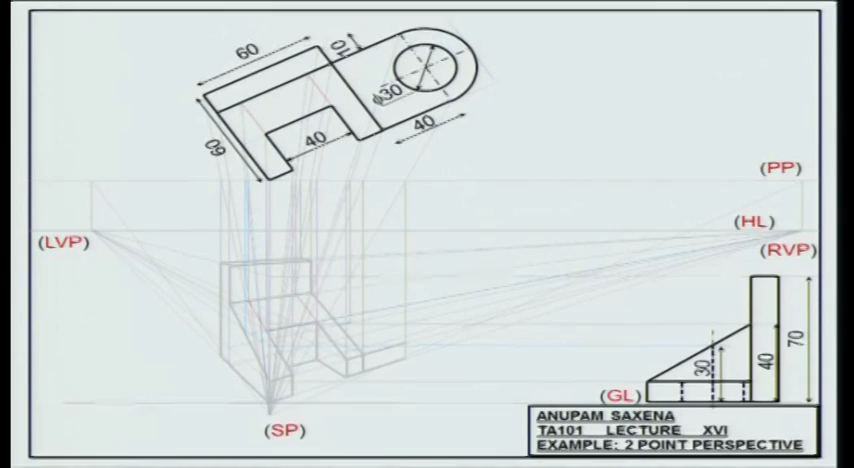 60
10
ϕ30
60
40
40
(PP)
(HL)
(LVP)
(RVP)
70
30
40
(GL)
(SP)
ANUPAM SAXENA
TA101 LECTURE XVI
EXAMPLE: 2 POINT PERSPECTIVE